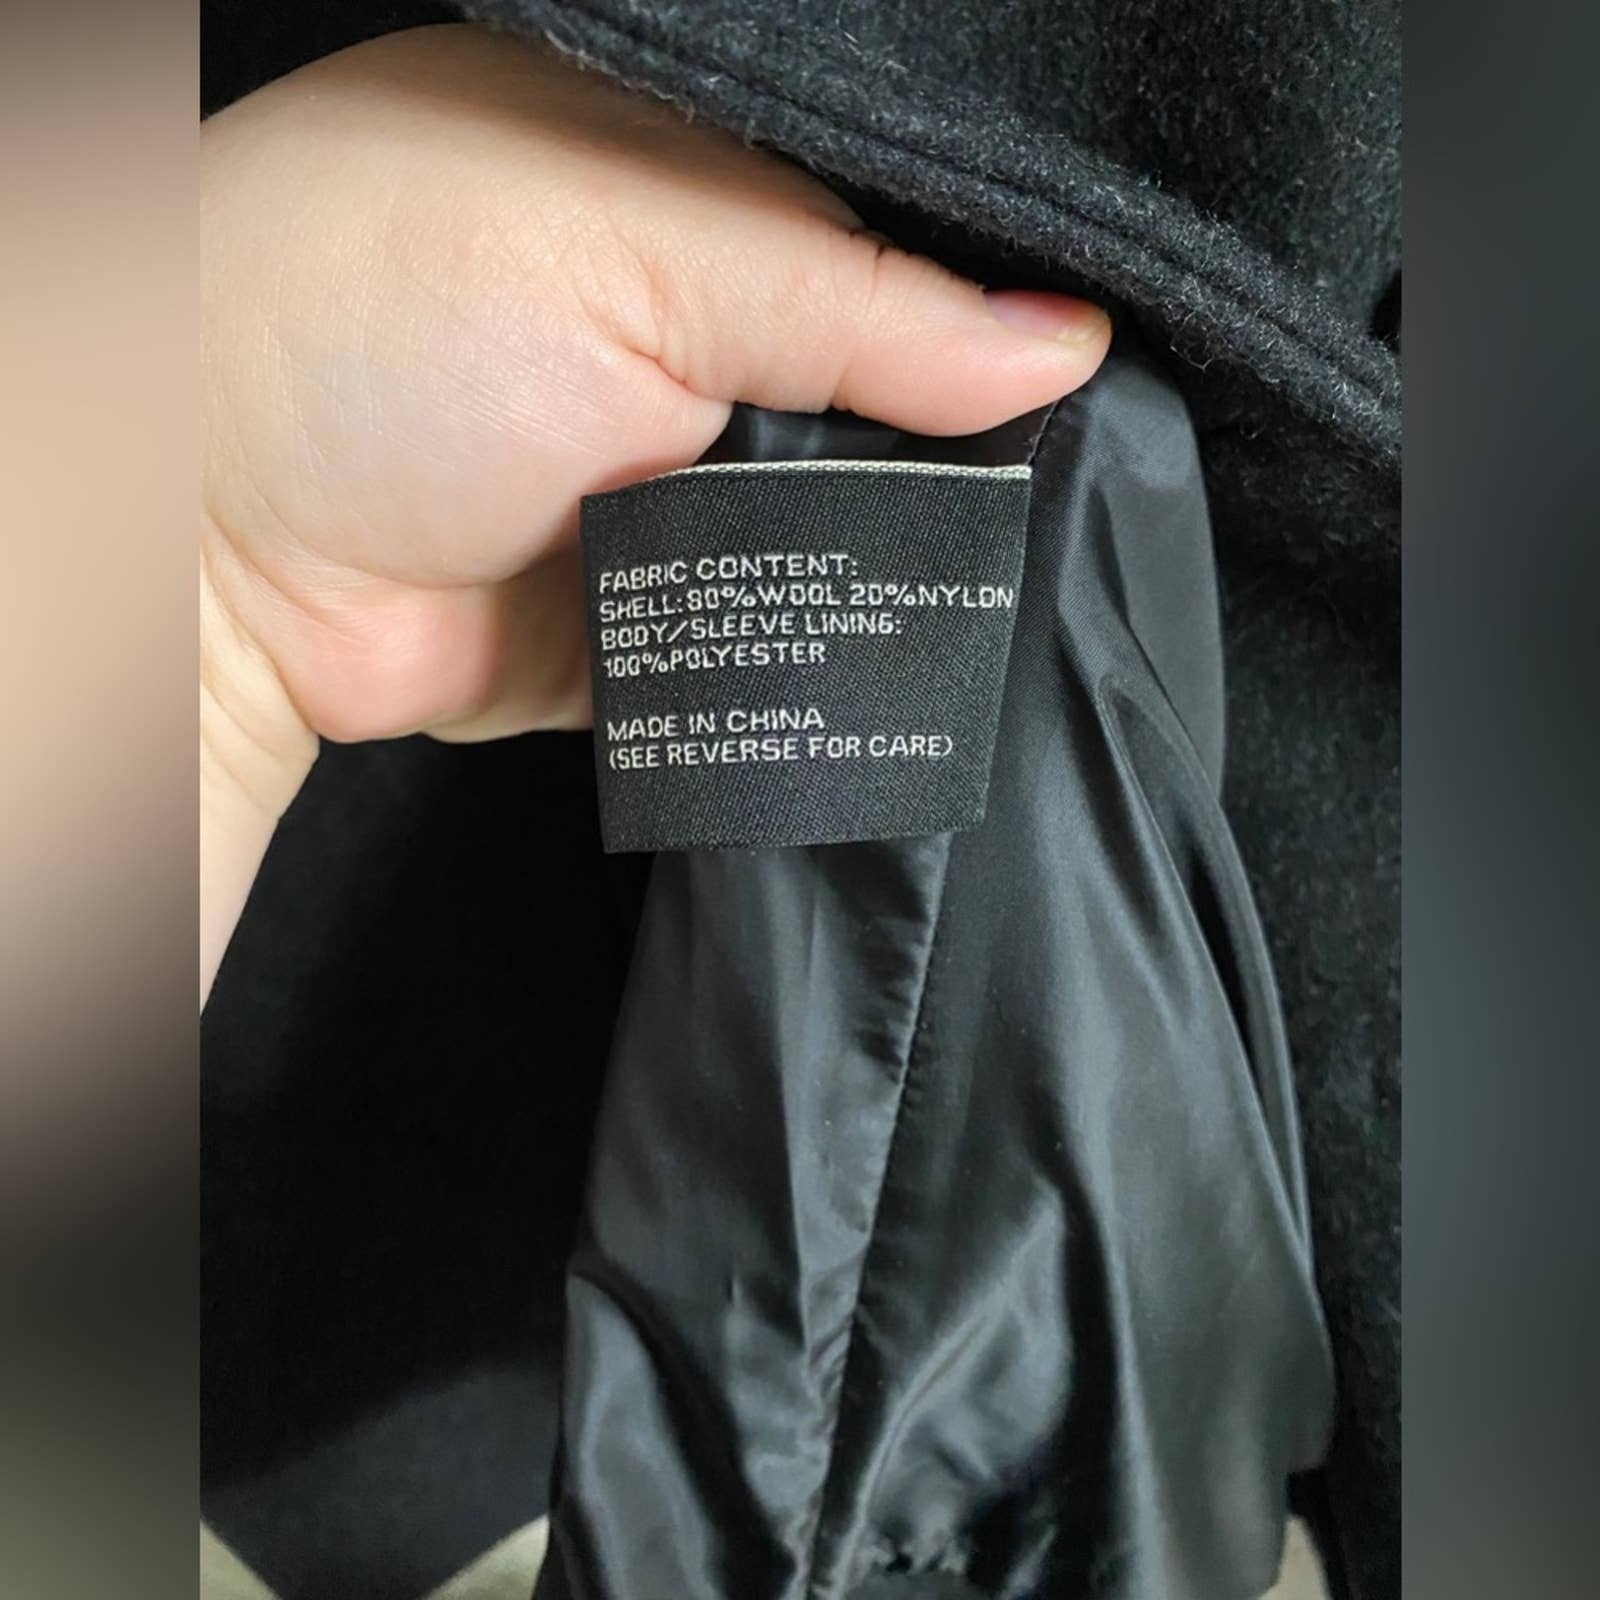 FABRIC CONTENT:
SHELL:80%WOOL 20%NYLON
BODY/SLEEVE LINING:
100%POLYESTER
MADE IN CHINA
(SEE REVERSE FOR CARE)